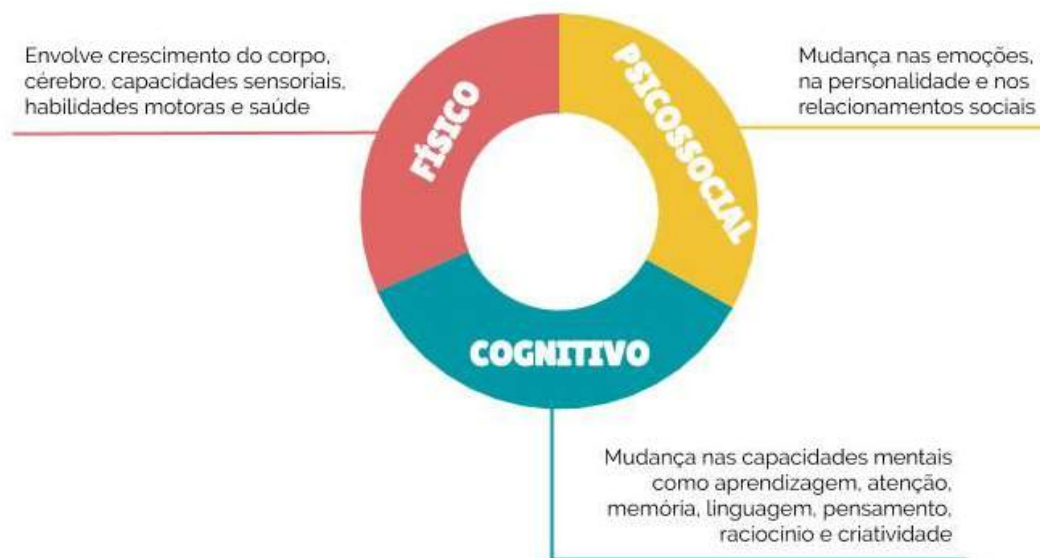 Envolve crescimento do corpo,
cérebro, capacidades sensoriais,
habilidades motoras e saúde
FÍSICO
PSICOSSOCIAL
Mudança nas emoções,
na personalidade e nos
relacionamentos sociais
COGNITIVO
Mudança nas capacidades mentais
como aprendizagem, atenção,
memória, linguagem, pensamento,
raciocínio e criatividade